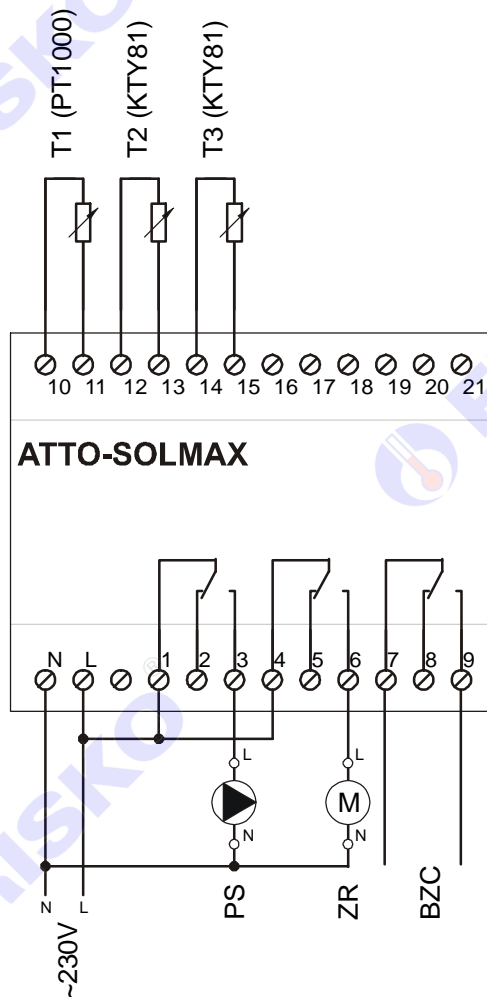 T1 (PT1000)
T2 (KTY81)
T3 (KTY81)
10 11 12 13 14 15 16 17 18 19 20 21
ATTO-SOLMAX
N L 1 2 3 4 5 6 7 8 9
®
L L
M
N N
N L
~230V
PS
ZR
BZC